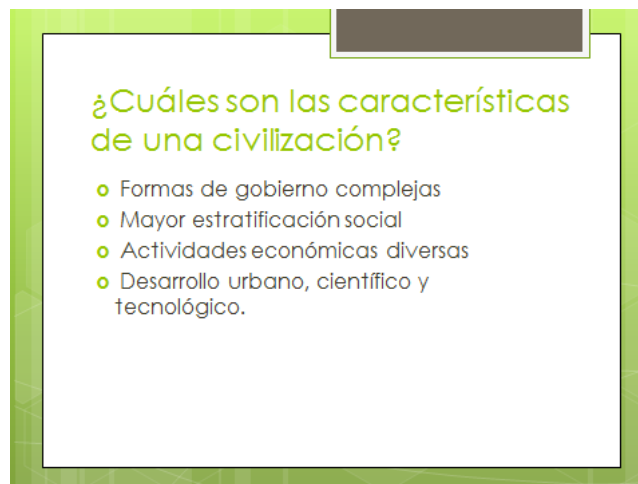 ¿Cuáles son las características
de una civilización?
Formas de gobierno complejas
Mayor estratificación social
Actividades económicas diversas
Desarrollo urbano, científico y
tecnológico.